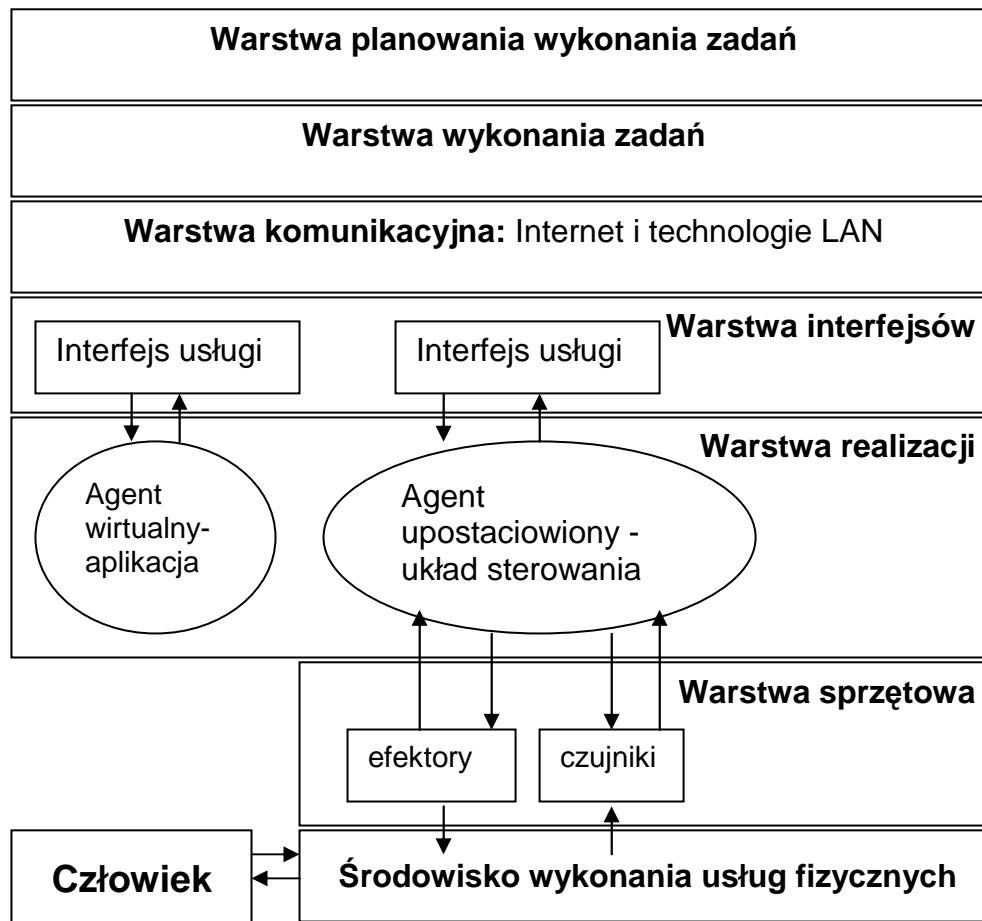 Warstwa planowania wykonania zadań
Warstwa wykonania zadań
Warstwa komunikacyjna: Internet i technologie LAN
Warstwa interfejsów
Interfejs usługi
Interfejs usługi
Warstwa realizacji
Agent
wirtualny-
aplikacja
Agent
upostaciowiony -
układ sterowania
Warstwa sprzętowa
efektory
czujniki
Człowiek
Środowisko wykonania usług fizycznych